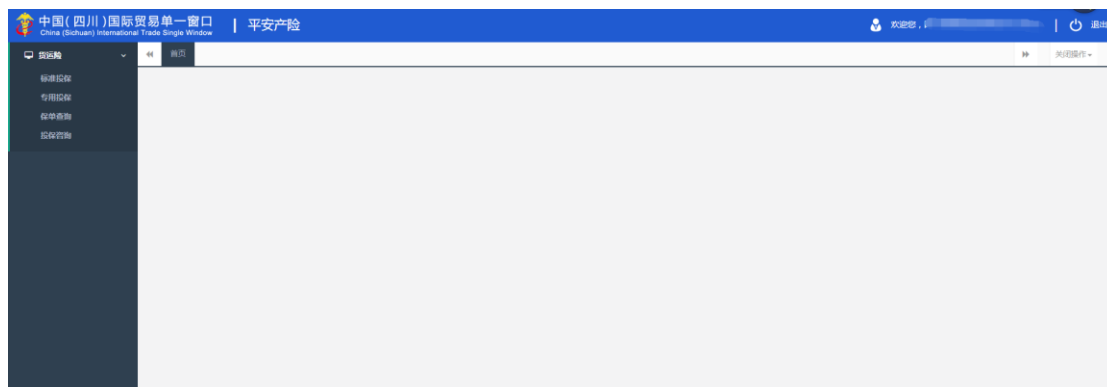 中国(四川)国际贸易单一窗口
China (Sichuan) International Trade Single Window
平安产险
欢迎您，
退出
货运险
首页
关闭操作
标准投保
专用投保
保单查询
投保咨询